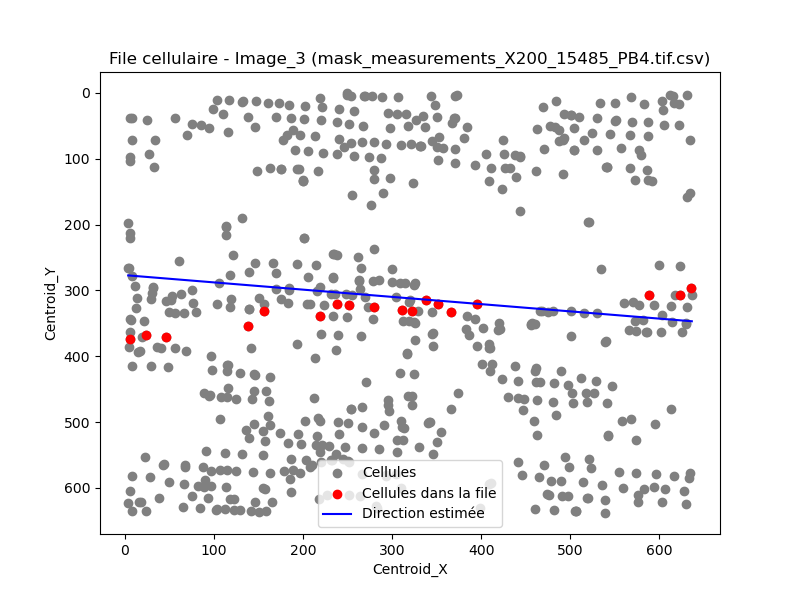 File cellulaire - Image_3 (mask_measurements_X200_15485_PB4.tif.csv)
0
100
200
300
400
500
600
Centroid_Y
Cellules
Cellules dans la file
Direction estimée
0 100 200 300 400 500 600
Centroid_X